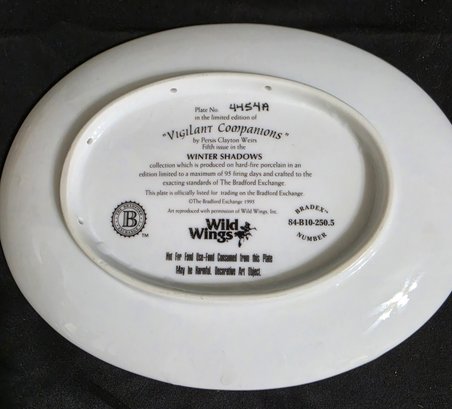 Plate No. 4454A
in the limited edition of
"Vigilant Companions"
by Persis Clayton Weirs
Fifth issue in the
WINTER SHADOWS
collection which is produced on hard-fire porcelain in an
edition limited to a maximum of 95 firing days and crafted to the
exacting standards of The Bradford Exchange.
This plate is officially listed for trading on the Bradford Exchange.
©The Bradford Exchange 1995
Art reproduced with permission of Wild Wings, Inc.
B
TM
Wild
Wings
BRADEX™
84-B10-250.5
NUMBER
Not For Food Use-Food Consumed from this Plate
May be Harmful. Decorative Art Object.